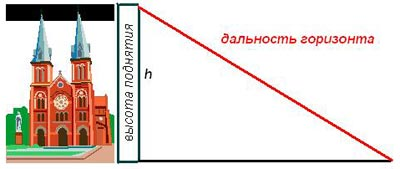 высота поднятия
h
дальность горизонта